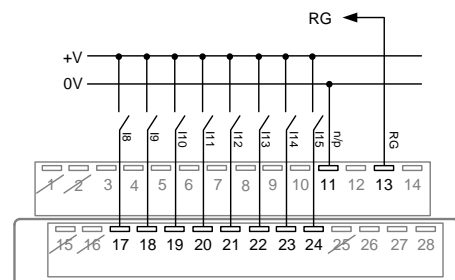 RG
+V
0V
I8 I9 I10 I11 I12 I13 I14 I15 n/p RG
1 2 3 4 5 6 7 8 9 10 11 12 13 14
15 16 17 18 19 20 21 22 23 24 25 26 27 28